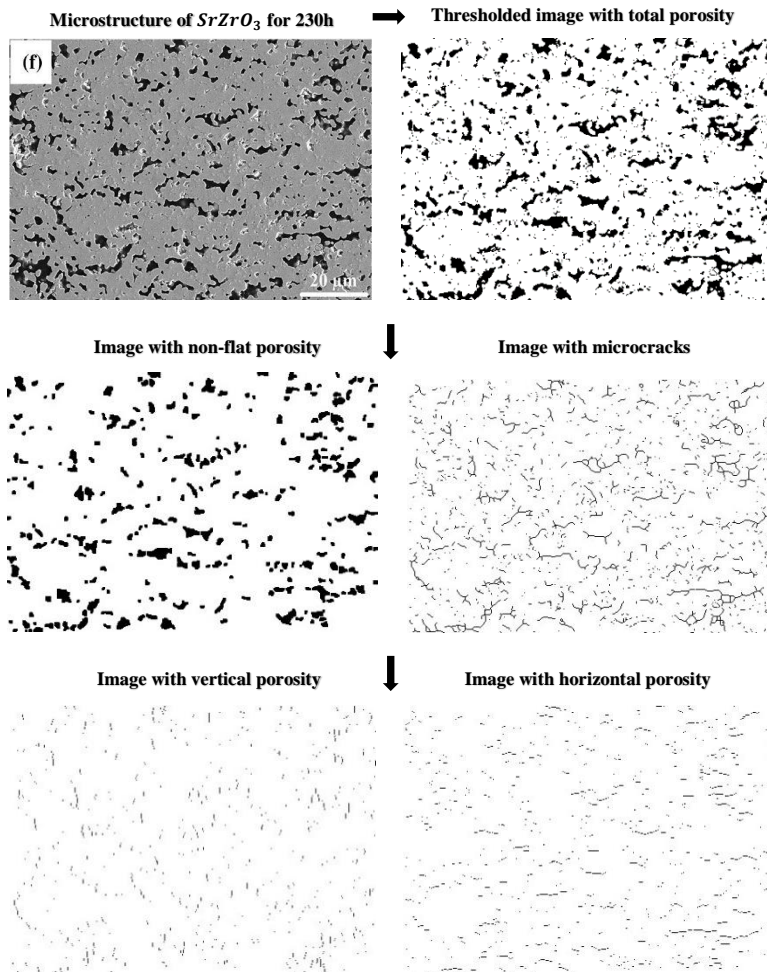 Microstructure of SrZrO₃ for 230h
Thresholded image with total porosity
(f)
20 μm
Image with non-flat porosity
Image with microcracks
Image with vertical porosity
Image with horizontal porosity